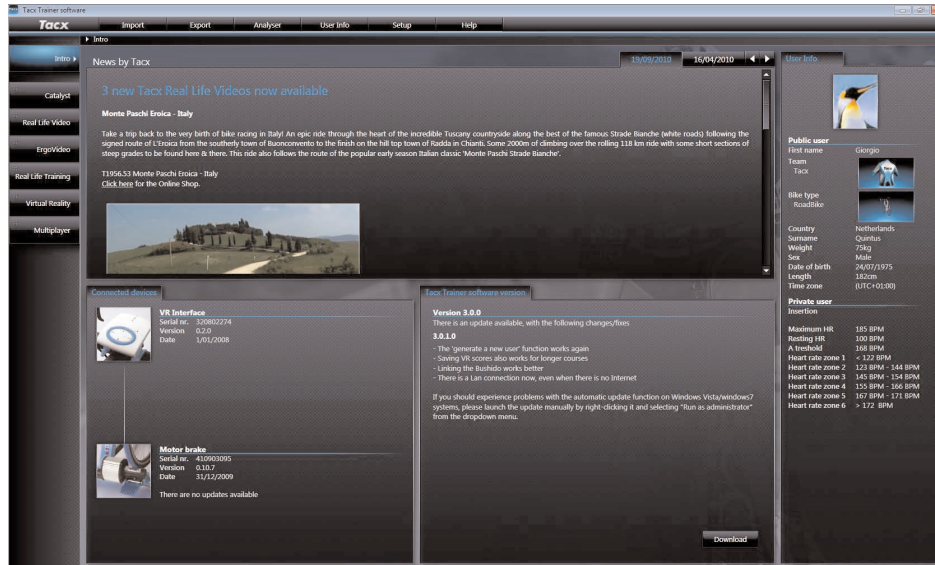 Tacx Trainer software
Tacx
Import
Export
Analyser
User Info
Setup
Help
Intro
Intro
Catalyst
Real Life Video
ErgoVideo
Real Life Training
Virtual Reality
Multiplayer
News by Tacx
19/09/2010
16/04/2010
3 new Tacx Real Life Videos now available
Monte Paschi Eroica - Italy
Take a trip back to the very birth of bike racing in Italy! An epic ride through the heart of the incredible Tuscany countryside along the best of the famous Strade Bianche (white roads) following the
signed route of L'Eroica from the southerly town of Buonconvento to the finish on the hill top town of Radda in Chianti. Some 2000m of climbing over the rolling 118 km ride with some short sections of
steep grades to be found here & there. This ride also follows the route of the popular early season Italian classic 'Monte Paschi Strade Bianche'.
T1956.53 Monte Paschi Eroica - Italy
Click here for the Online Shop.
Connected devices
VR Interface
Serial nr. 320802274
Version 0.2.0
Date 1/01/2008
Motor brake
Serial nr. 410903095
Version 0.10.7
Date 31/12/2009
There are no updates available
Tacx Trainer software version
Version 3.0.0
There is an update available, with the following changes/fixes
3.0.1.0
- The 'generate a new user' function works again
- Saving VR scores also works for longer courses
- Linking the Bushido works better
- There is a Lan connection now, even when there is no Internet
If you should experience problems with the automatic update function on Windows Vista/windows7
systems, please launch the update manually by right-clicking it and selecting "Run as administrator"
from the dropdown menu.
Download
User Info
Public user
First name Giorgio
Team
Tacx
Bike type
RoadBike
Country Netherlands
Surname Quintus
Weight 75kg
Sex Male
Date of birth 24/07/1975
Length 182cm
Time zone (UTC+01:00)
Private user
Insertion
Maximum HR 185 BPM
Resting HR 100 BPM
A treshold 168 BPM
Heart rate zone 1 < 122 BPM
Heart rate zone 2 123 BPM - 144 BPM
Heart rate zone 3 145 BPM - 154 BPM
Heart rate zone 4 155 BPM - 166 BPM
Heart rate zone 5 167 BPM - 171 BPM
Heart rate zone 6 > 172 BPM